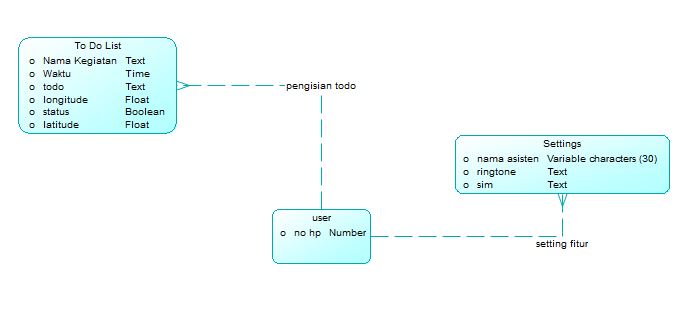 To Do List
o Nama Kegiatan Text
o Waktu Time
o todo Text
o longitude Float
o status Boolean
o latitude Float
pengisian todo
Settings
o nama asisten Variable characters (30)
o ringtone Text
o sim Text
user
o no hp Number
setting fitur